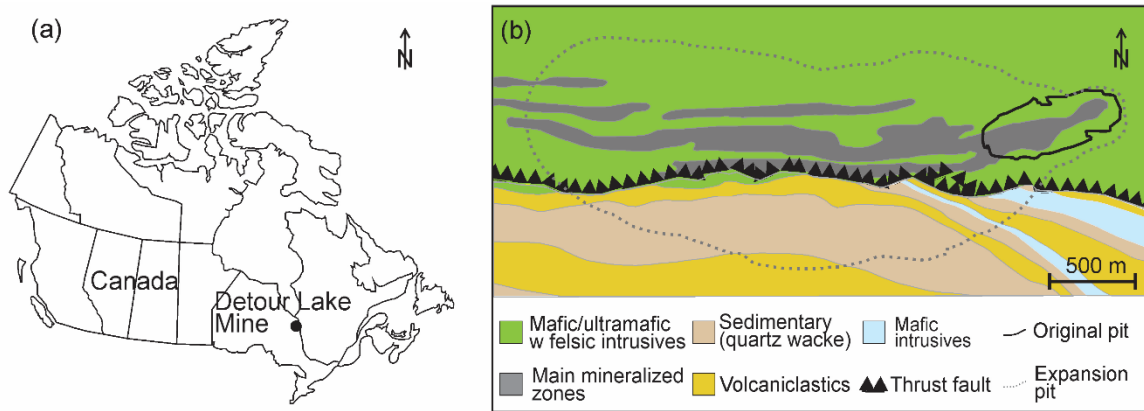 (a)
N
Canada
Detour Lake
Mine
(b)
N
500 m
Mafic/ultramafic
w felsic intrusives
Sedimentary
(quartz wacke)
Mafic
intrusives
Original pit
Main mineralized
zones
Volcaniclastics
Thrust fault
Expansion
pit